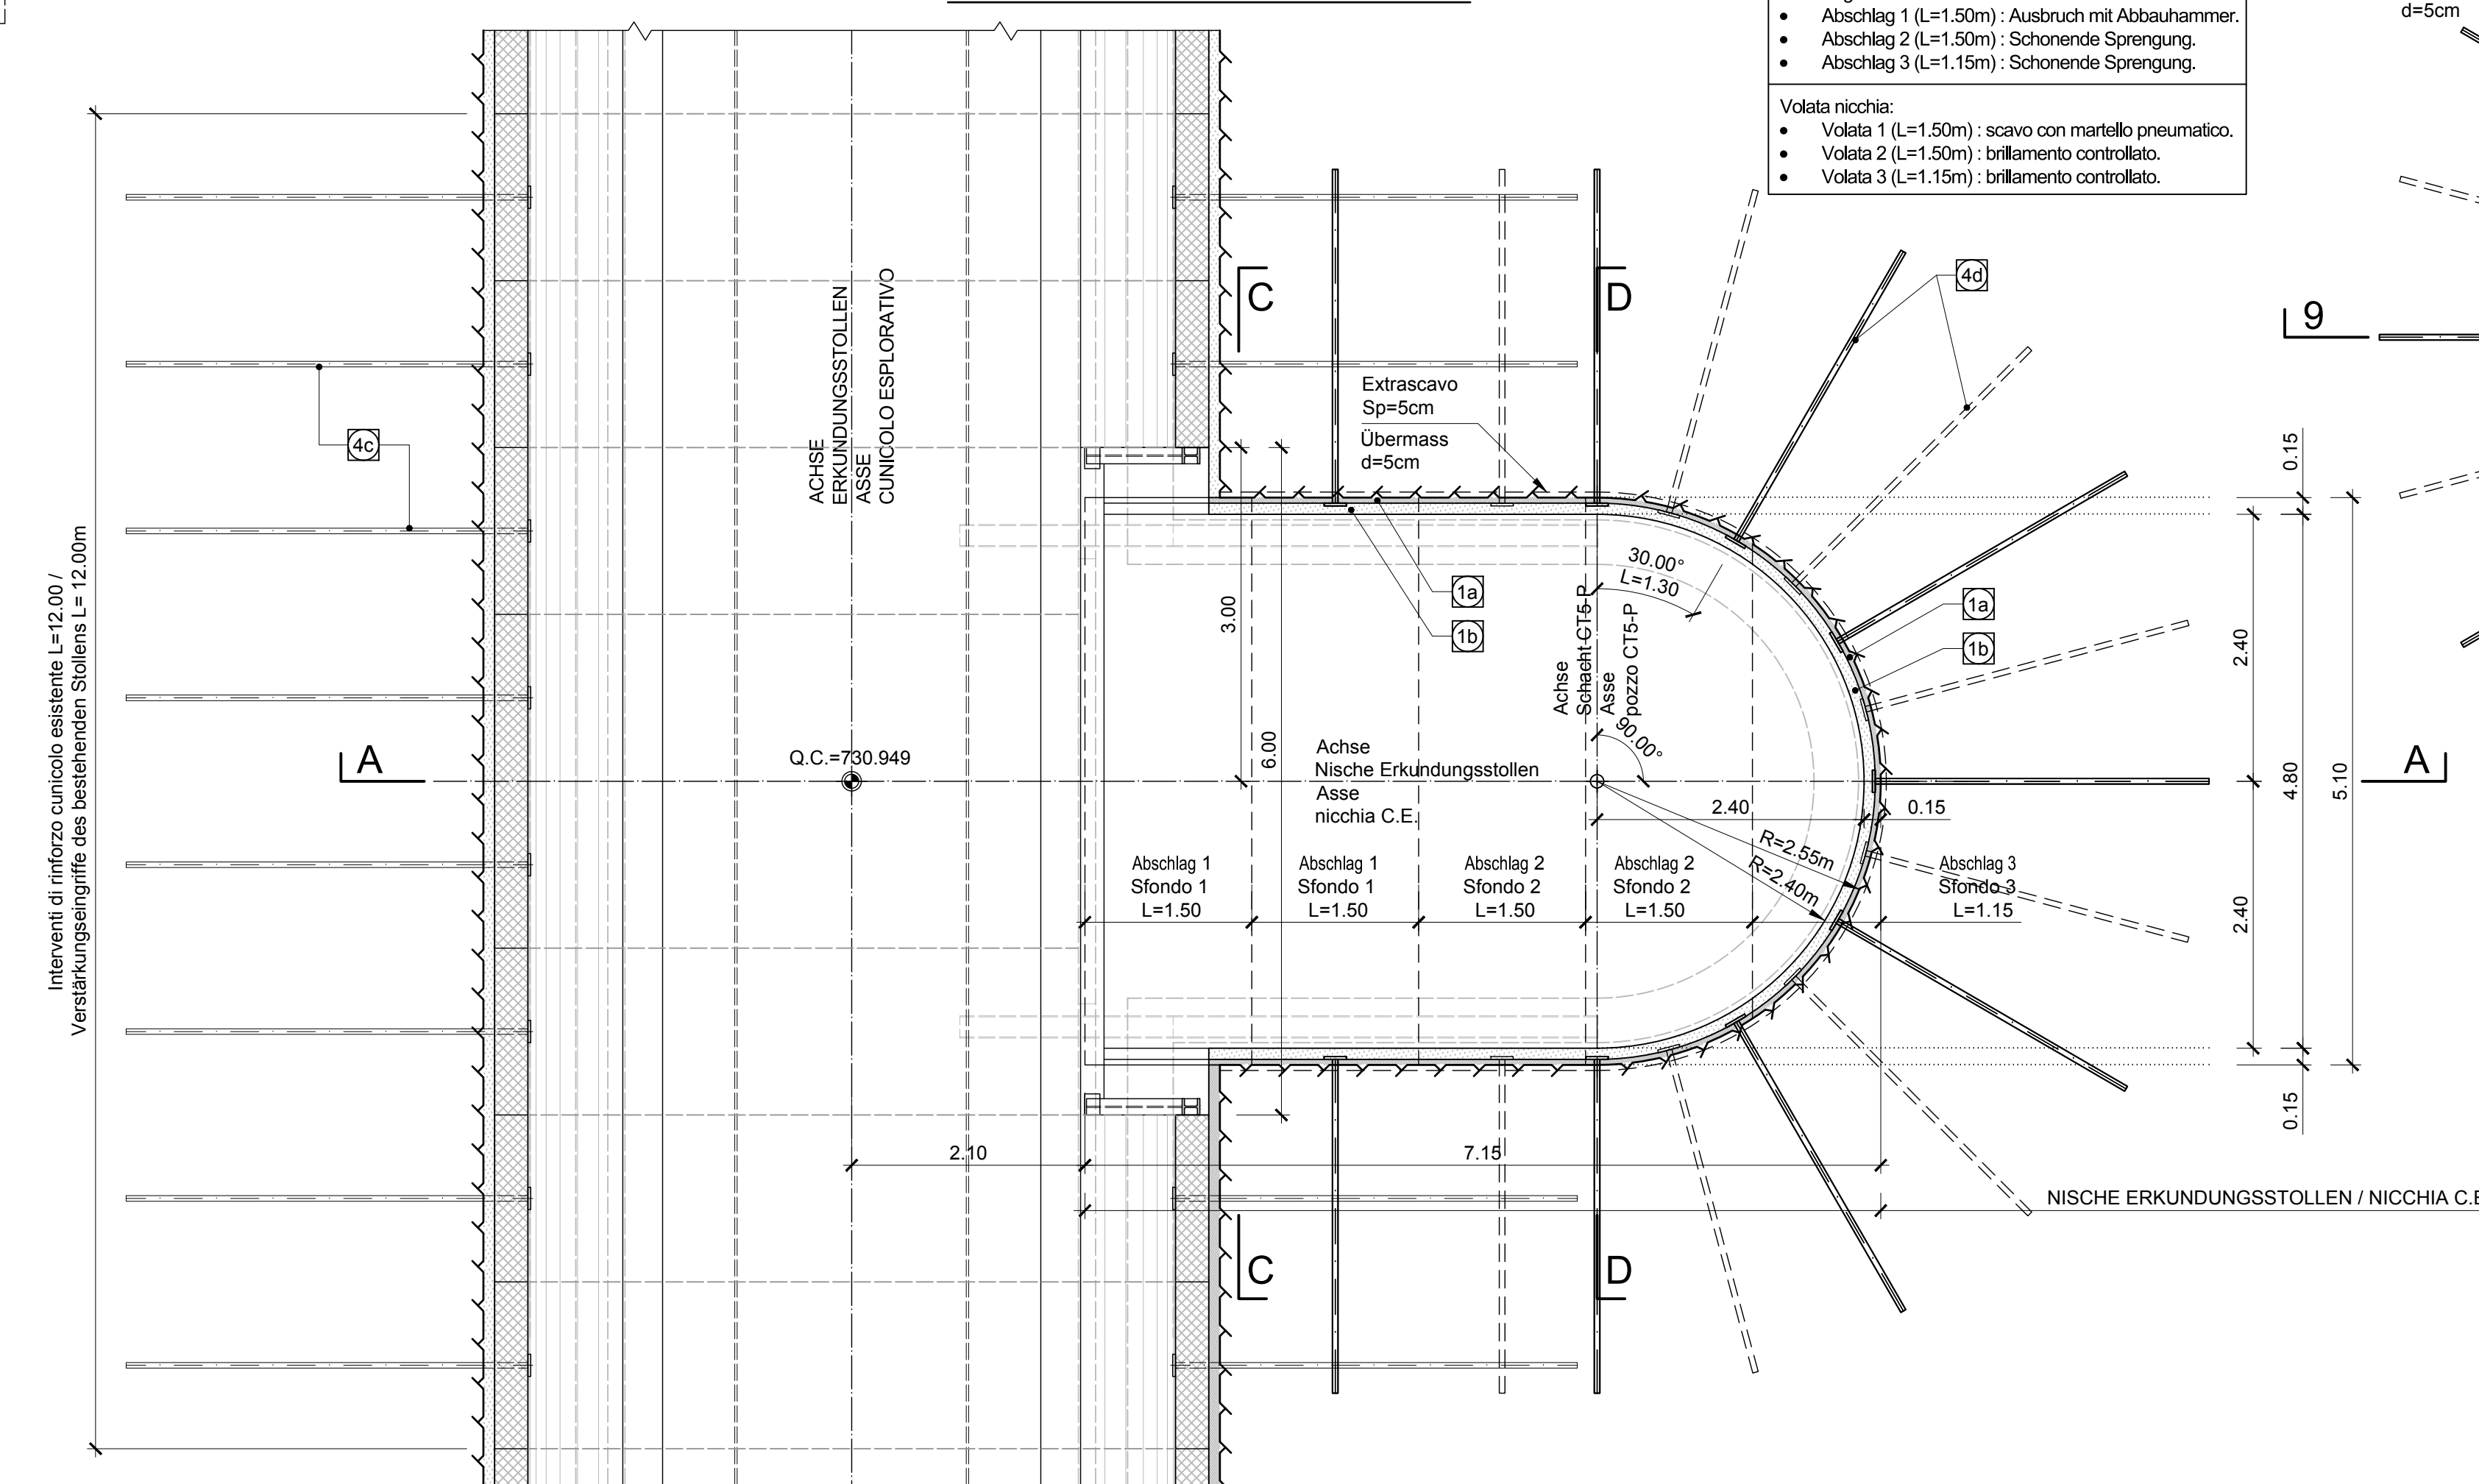 Abschlag 1 (L=1.50m) : Ausbruch mit Abbauhammer.
Abschlag 2 (L=1.50m) : Schonende Sprengung.
Abschlag 3 (L=1.15m) : Schonende Sprengung.
Volata nicchia:
Volata 1 (L=1.50m) : scavo con martello pneumatico.
Volata 2 (L=1.50m) : brillamento controllato.
Volata 3 (L=1.15m) : brillamento controllato.
d=5cm
4d
9
C
D
ACHSE
ERKUNDUNGSSTOLLEN
ASSE
CUNICOLO ESPLORATIVO
Extrascavo
Sp=5cm
Übermass
d=5cm
4c
0.15
Interventi di rinforzo cunicolo esistente L=12.00 /
Verstärkungseingriffe des bestehenden Stollens L= 12.00m
30.00°
L=1.30
1a
1b
1a
1b
3.00
6.00
Achse
Schacht CT5-P
Asse
pozzo CT5-P
90.00°
2.40
4.80
5.10
A
A
Q.C.=730.949
Achse
Nische Erkundungsstollen
Asse
nicchia C.E.
2.40
0.15
R=2.55m
R=2.40m
Abschlag 1
Sfondo 1
L=1.50
Abschlag 1
Sfondo 1
L=1.50
Abschlag 2
Sfondo 2
L=1.50
Abschlag 2
Sfondo 2
L=1.50
Abschlag 3
Sfondo 3
L=1.15
2.40
0.15
2.10
7.15
NISCHE ERKUNDUNGSSTOLLEN / NICCHIA C.E
C
D